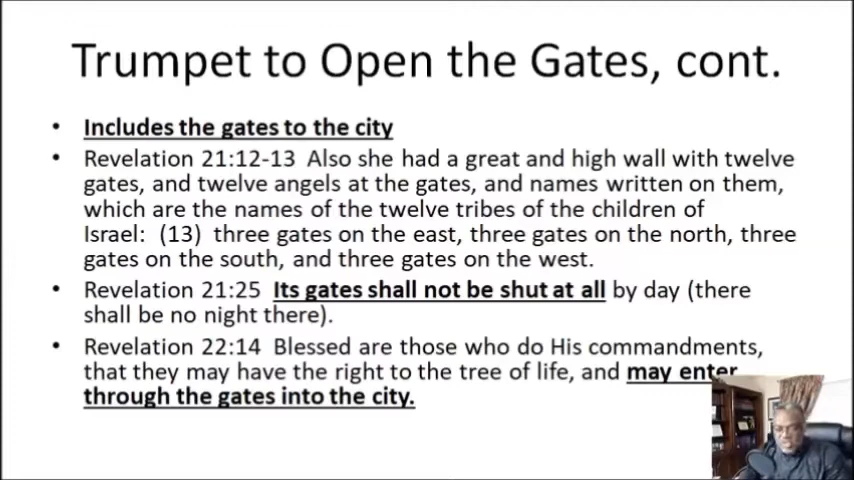 Trumpet to Open the Gates, cont.
• Includes the gates to the city
• Revelation 21:12-13 Also she had a great and high wall with twelve
gates, and twelve angels at the gates, and names written on them,
which are the names of the twelve tribes of the children of
Israel: (13) three gates on the east, three gates on the north, three
gates on the south, and three gates on the west.
• Revelation 21:25 Its gates shall not be shut at all by day (there
shall be no night there).
• Revelation 22:14 Blessed are those who do His commandments,
that they may have the right to the tree of life, and may enter
through the gates into the city.